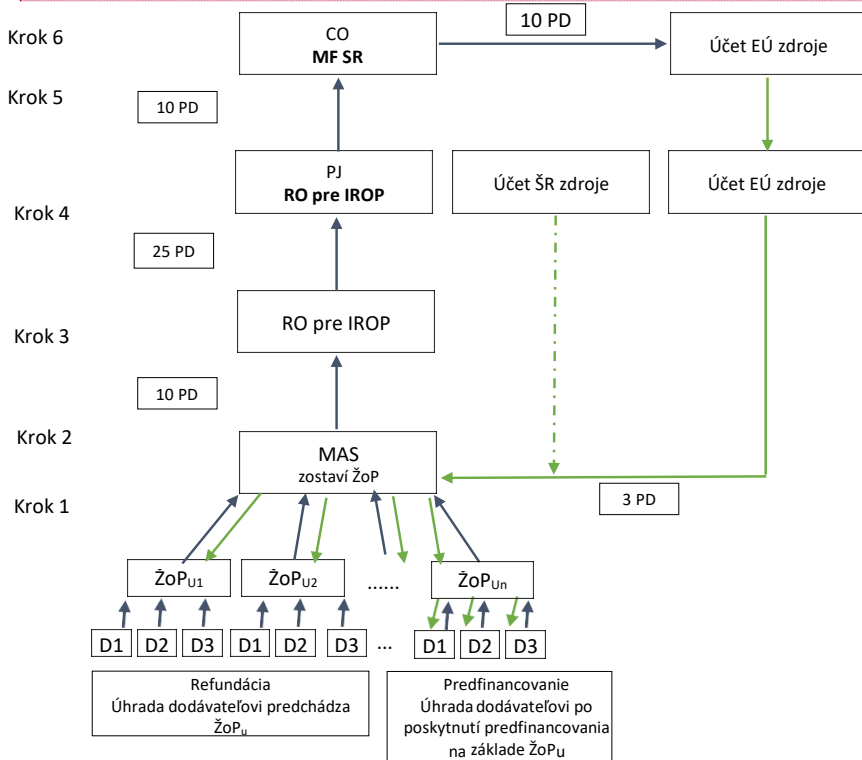 10 PD
Krok 6
CO
MF SR
Účet EÚ zdroje
Krok 5
10 PD
PJ
RO pre IROP
Účet ŠR zdroje
Účet EÚ zdroje
Krok 4
25 PD
RO pre IROP
Krok 3
10 PD
Krok 2
MAS
zostaví ŽoP
3 PD
Krok 1
ŽoPU1
ŽoPU2
......
ŽoPUn
D1
D2
D3
D1
D2
D3
...
D1
D2
D3
Refundácia
Úhrada dodávateľovi predchádza
ŽoPu
Predfinancovanie
Úhrada dodávateľovi po
poskytnutí predfinancovania
na základe ŽoPu